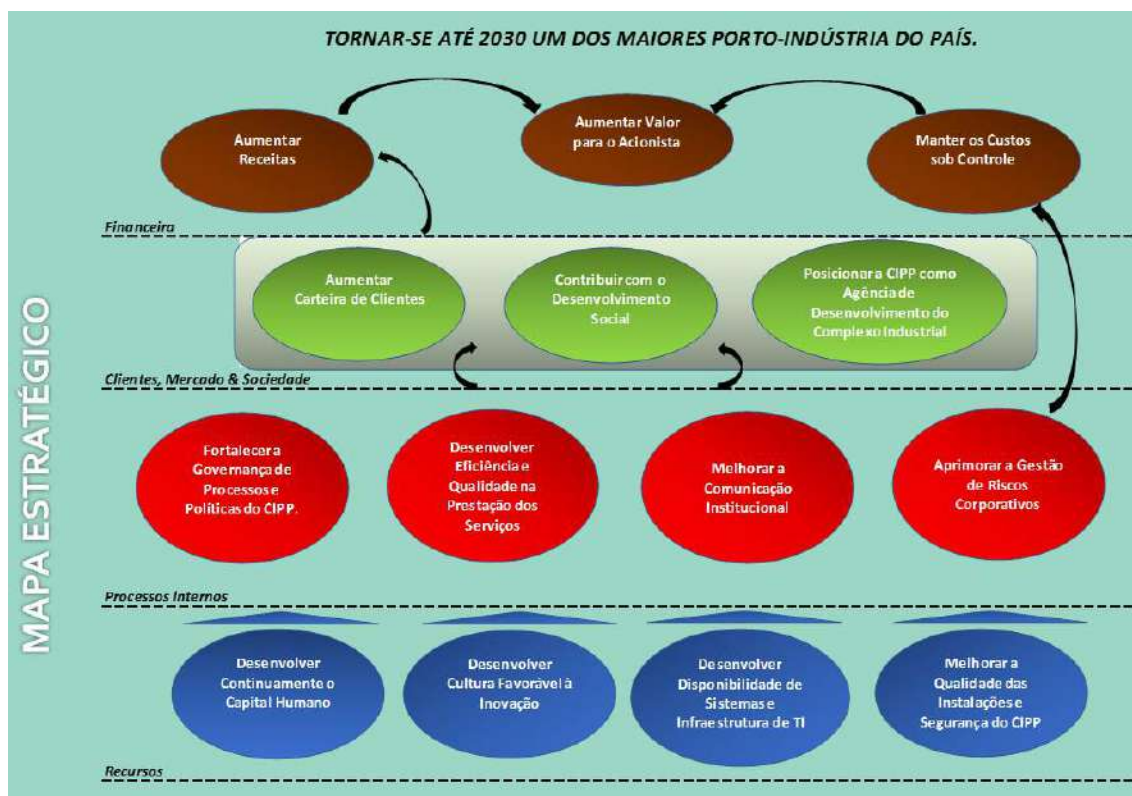 TORNAR-SE ATÉ 2030 UM DOS MAIORES PORTO-INDÚSTRIA DO PAÍS.
MAPA ESTRATÉGICO
Aumentar
Receitas
Aumentar Valor
para o Acionista
Manter os Custos
sob Controle
Financeira
Aumentar
Carteira de Clientes
Contribuir com o
Desenvolvimento
Social
Posicionar a CIPP como
Agência de
Desenvolvimento do
Complexo Industrial
Clientes, Mercado & Sociedade
Fortalecer a
Governança de
Processos e
Políticas do CIPP.
Desenvolver
Eficiência e
Qualidade na
Prestação dos
Serviços
Melhorar a
Comunicação
Institucional
Aprimorar a Gestão
de Riscos
Corporativos
Processos Internos
Desenvolver
Continuamente o
Capital Humano
Desenvolver
Cultura Favorável à
Inovação
Desenvolver
Disponibilidade de
Sistemas e
Infraestrutura de TI
Melhorar a
Qualidade das
Instalações e
Segurança do CIPP
Recursos